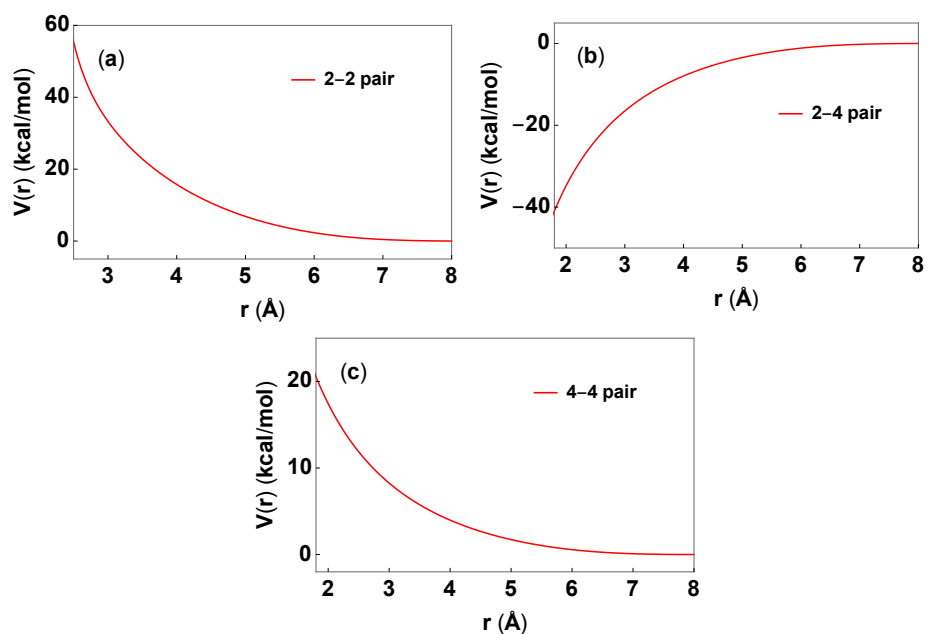 (a)
2–2 pair
V(r) (kcal/mol)
60
40
20
0
3 4 5 6 7 8
r (Å)
(b)
2–4 pair
V(r) (kcal/mol)
0
−20
−40
2 3 4 5 6 7 8
r (Å)
(c)
4–4 pair
V(r) (kcal/mol)
20
10
0
2 3 4 5 6 7 8
r (Å)